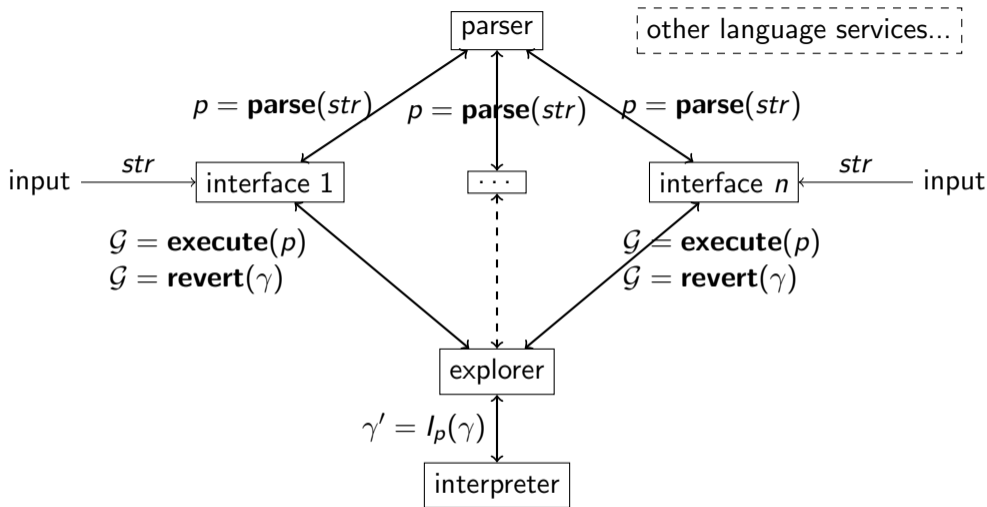 parser
other language services...
p = parse(str)
p = parse(str)
p = parse(str)
input
str
interface 1
· · ·
interface n
str
input
𝒢 = execute(p)
𝒢 = revert(γ)
𝒢 = execute(p)
𝒢 = revert(γ)
explorer
γ′ = Iₚ(γ)
interpreter